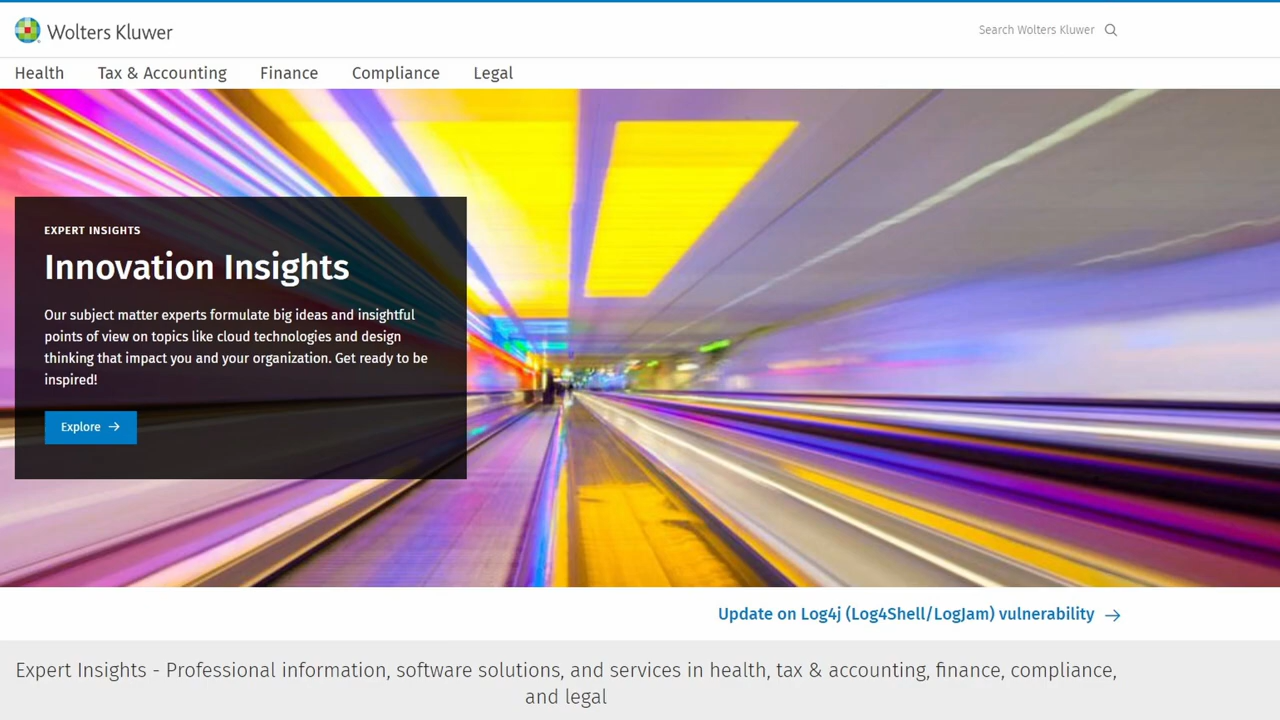 Wolters Kluwer
Search Wolters Kluwer
Health Tax & Accounting Finance Compliance Legal
EXPERT INSIGHTS
Innovation Insights
Our subject matter experts formulate big ideas and insightful
points of view on topics like cloud technologies and design
thinking that impact you and your organization. Get ready to be
inspired!
Explore →
Update on Log4j (Log4Shell/LogJam) vulnerability →
Expert Insights - Professional information, software solutions, and services in health, tax & accounting, finance, compliance,
and legal